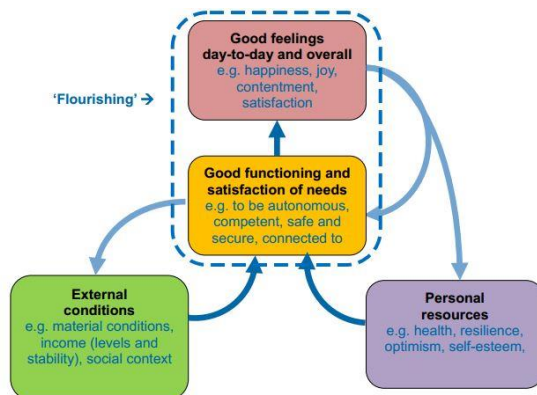 Good feelings
day-to-day and overall
e.g. happiness, joy,
contentment,
satisfaction
‘Flourishing’ →
Good functioning and
satisfaction of needs
e.g. to be autonomous,
competent, safe and
secure, connected to
External
conditions
e.g. material conditions,
income (levels and
stability), social context
Personal
resources
e.g. health, resilience,
optimism, self-esteem,